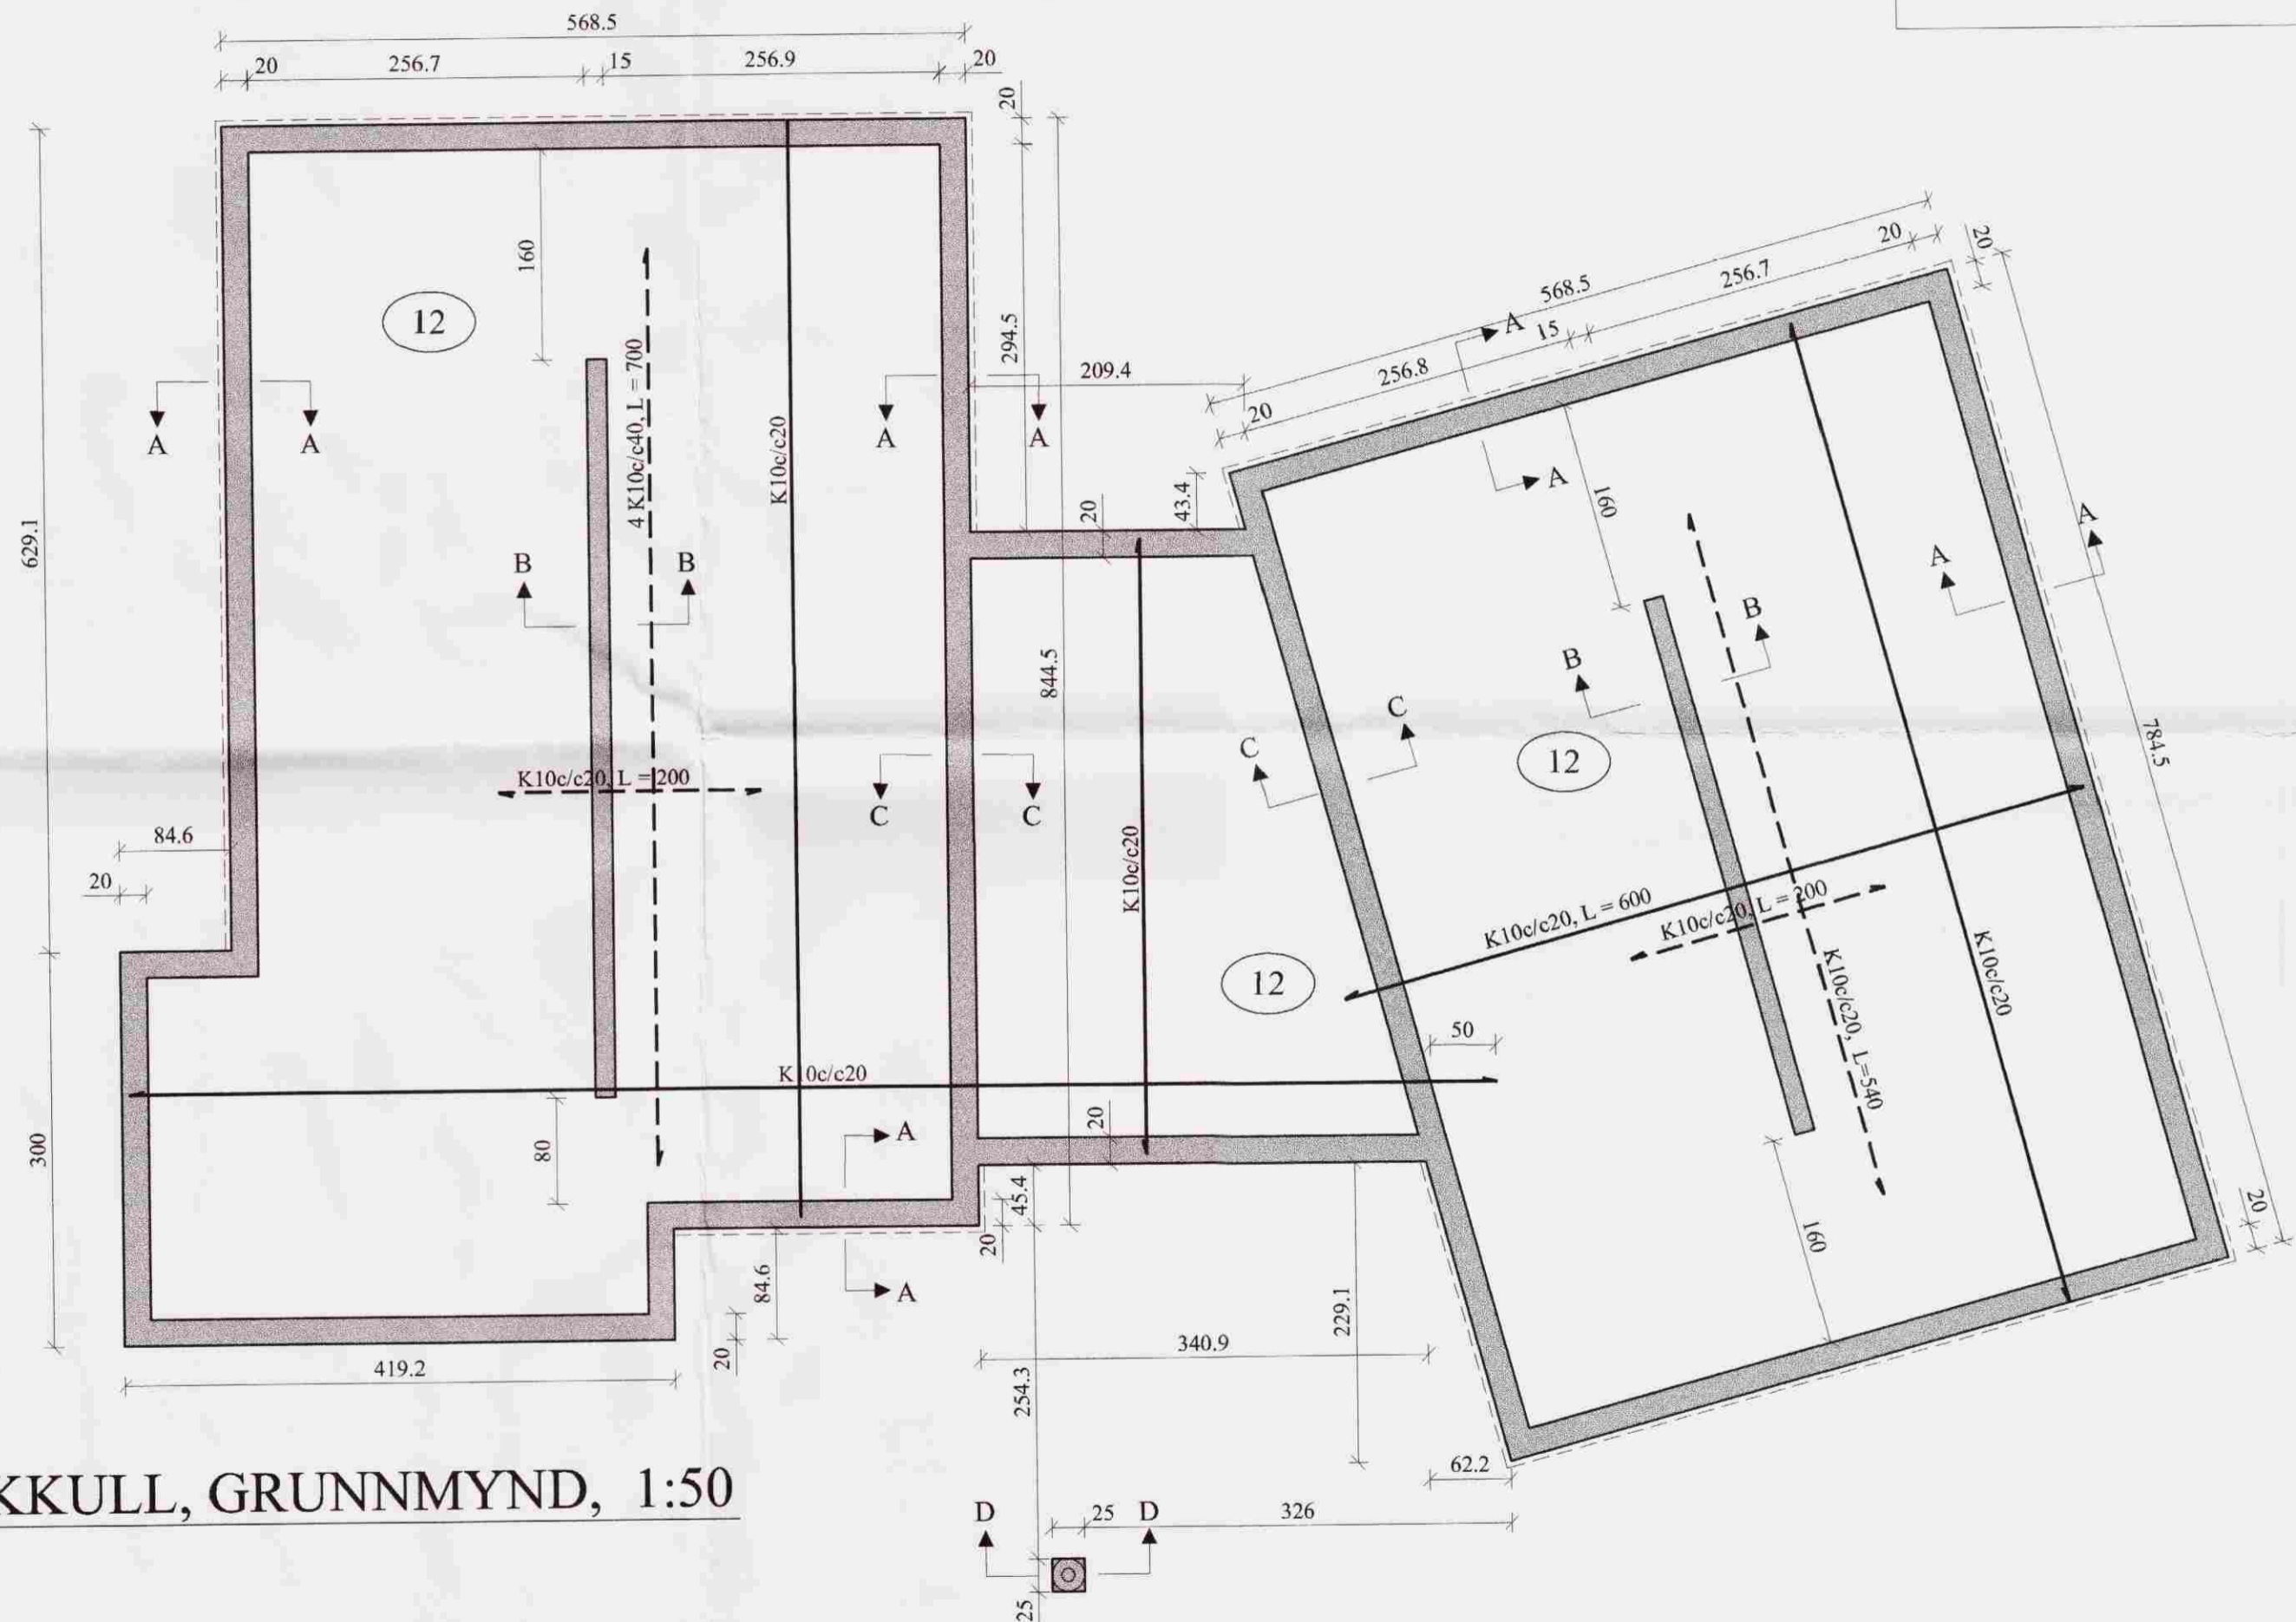 568.5
20 256.7 15 256.9 20
20
629.1
160
12
4 K10c/c40, L = 700
K10c/c20
294.5
209.4
A A A A
B B
20
43.4
844.5
K10c/c20, L = 200
C C
84.6
20
K10c/c20
300
K10c/c20
80
A
A
20
45.4
20
84.6
20
419.2
340.9
229.1
254.3
62.2
D 25 D 326
25
568.5
20 256.8 15 256.7 20
20
A
A
160
A A
B B
C C
12
784.5
K10c/c20, L = 600
K10c/c20, L = 200
K10c/c20, L=540
K10c/c20
12
50
160
20
KKULL, GRUNNMYND, 1:50